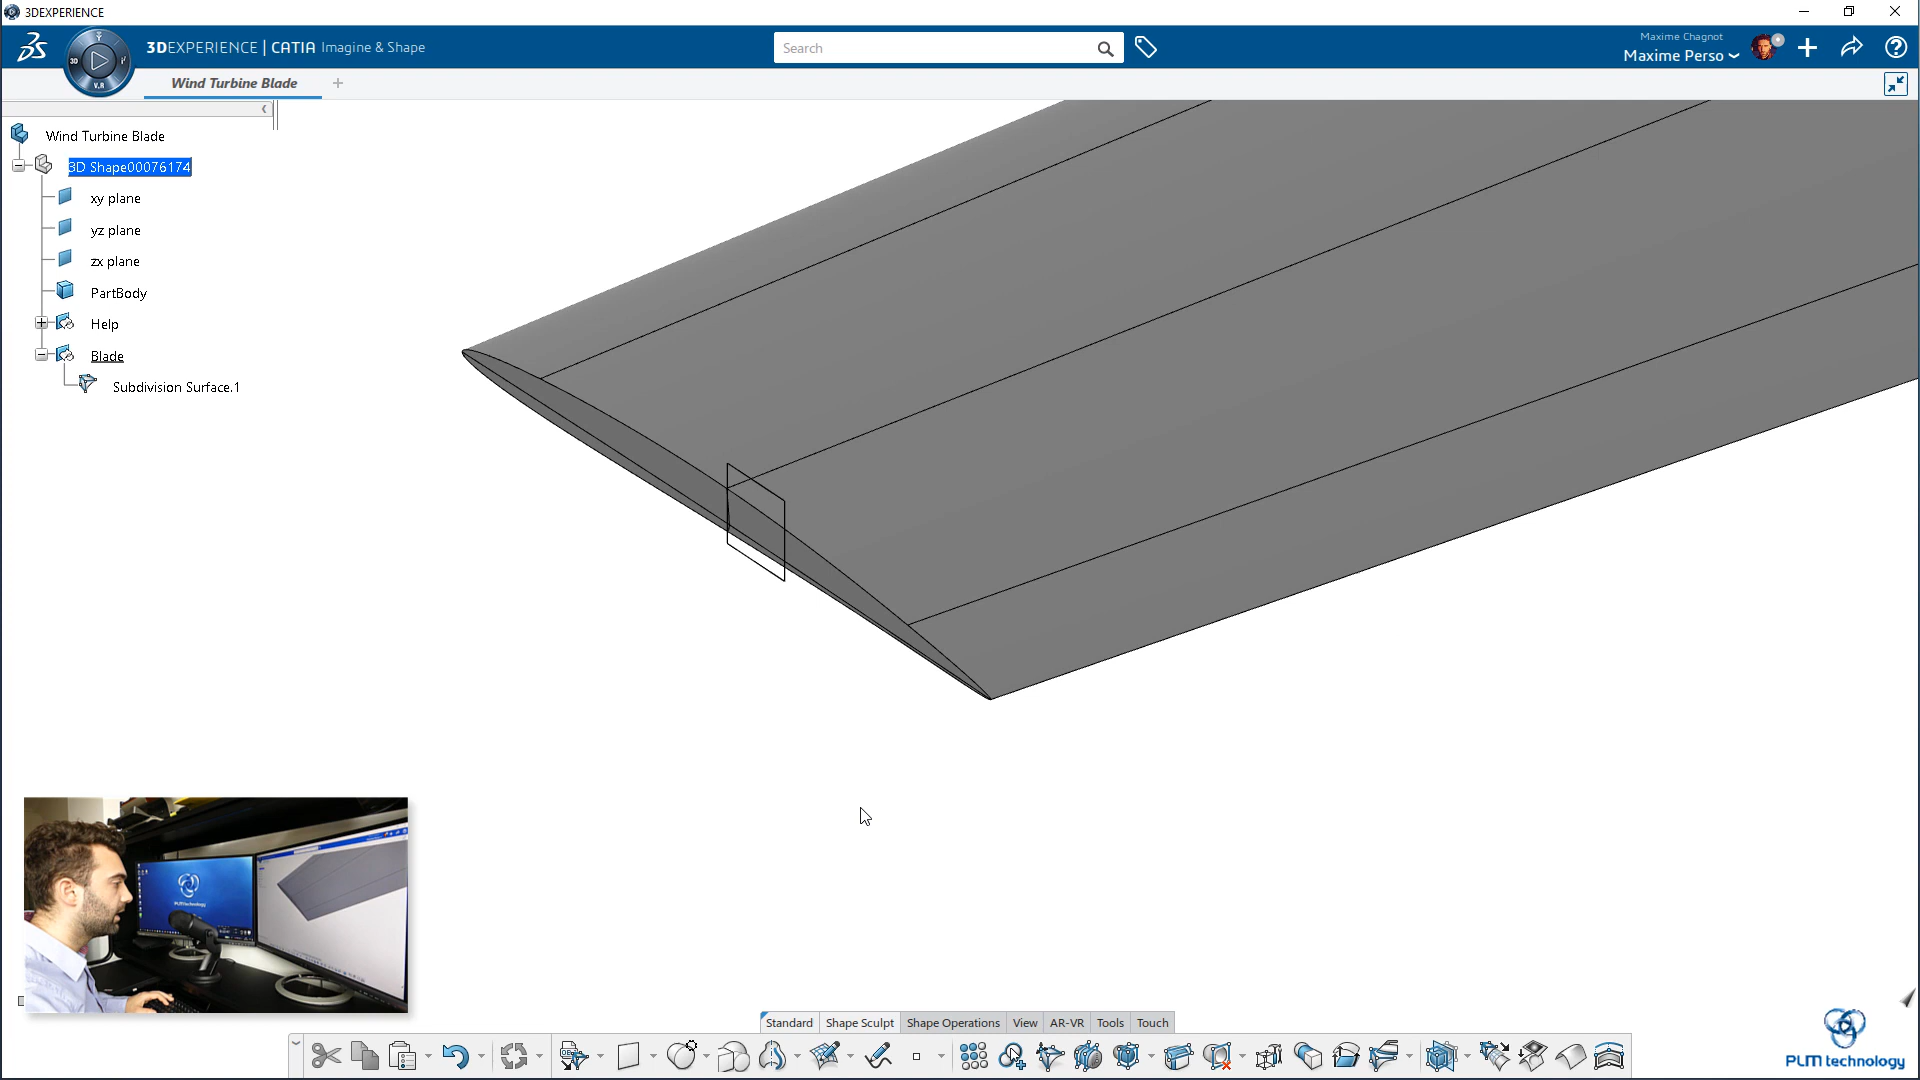 3DEXPERIENCE
3DEXPERIENCE | CATIA Imagine & Shape
Search
Maxime Chagnot
Maxime Perso
Wind Turbine Blade
Wind Turbine Blade
3D Shape00076174
xy plane
yz plane
zx plane
PartBody
Help
Blade
Subdivision Surface.1
Standard
Shape Sculpt
Shape Operations
View
AR-VR
Tools
Touch
PLM technology